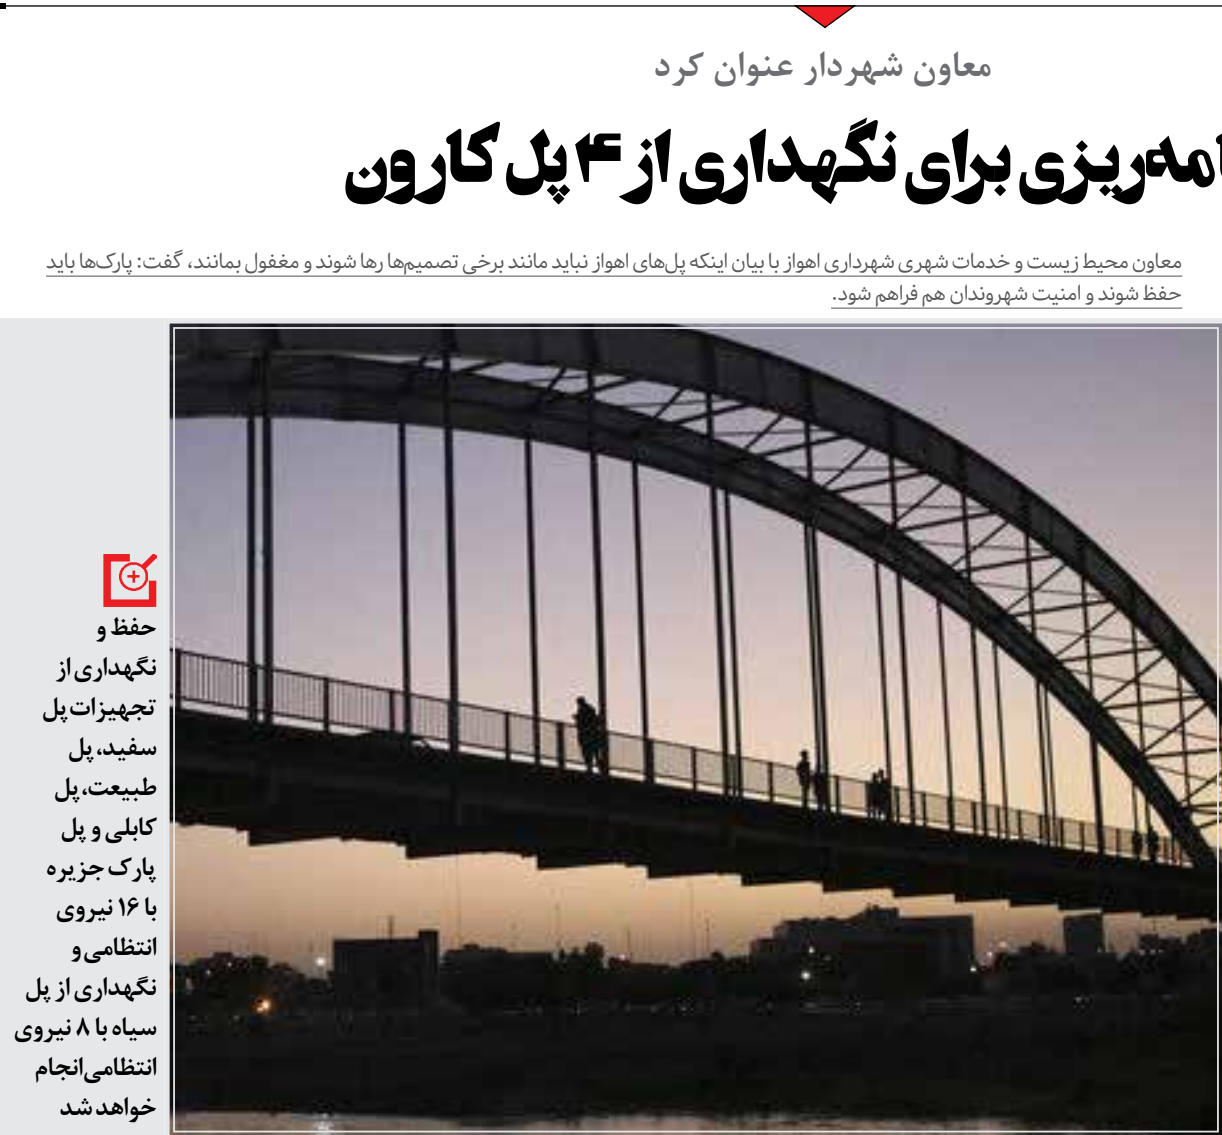 معاون شهردار عنوان کرد
‌امه‌ریزی برای نگهداری از ۴ پل کارون
معاون محیط زیست و خدمات شهری شهرداری اهواز با بیان اینکه پل‌های اهواز نباید مانند برخی تصمیم‌ها رها شوند و مغفول بمانند، گفت: پارک‌ها باید
حفظ شوند و امنیت شهروندان هم فراهم شود.
حفظ و
نگهداری از
تجهیزات پل
سفید، پل
طبیعت، پل
کابلی و پل
پارک جزیره
با ۱۶ نیروی
انتظامی و
نگهداری از پل
سیاه با ۸ نیروی
انتظامی انجام
خواهد شد